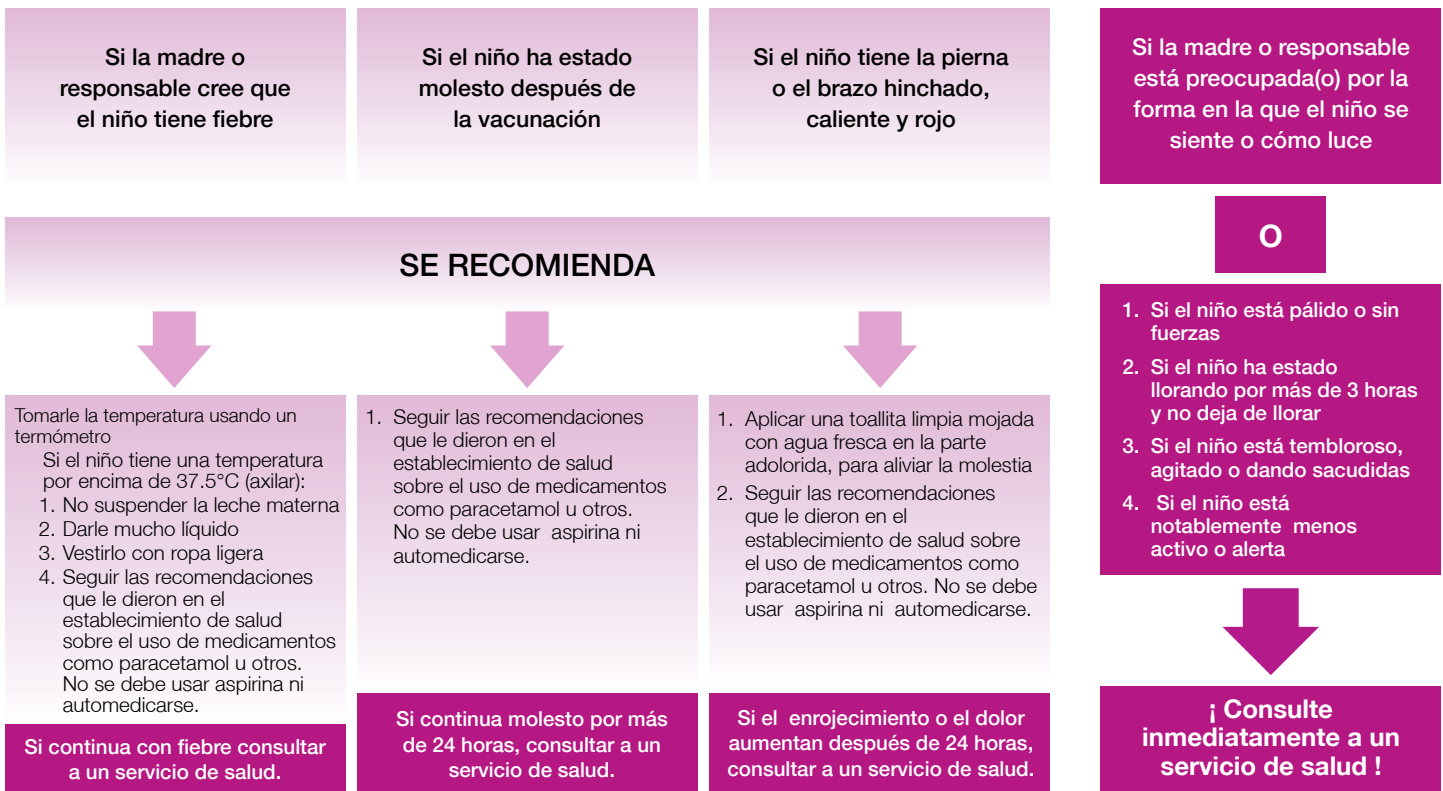 Si la madre o
responsable cree que
el niño tiene fiebre
Si el niño ha estado
molesto después de
la vacunación
Si el niño tiene la pierna
o el brazo hinchado,
caliente y rojo
SE RECOMIENDA
Tomarle la temperatura usando un
termómetro
Si el niño tiene una temperatura
por encima de 37.5°C (axilar):
1. No suspender la leche materna
2. Darle mucho líquido
3. Vestirlo con ropa ligera
4. Seguir las recomendaciones
que le dieron en el
establecimiento de salud
sobre el uso de medicamentos
como paracetamol u otros.
No se debe usar aspirina ni
automedicarse.
Si continua con fiebre consultar
a un servicio de salud.
1. Seguir las recomendaciones
que le dieron en el
establecimiento de salud
sobre el uso de medicamentos
como paracetamol u otros.
No se debe usar aspirina ni
automedicarse.
Si continua molesto por más
de 24 horas, consultar a un
servicio de salud.
1. Aplicar una toallita limpia mojada
con agua fresca en la parte
adolorida, para aliviar la molestia
2. Seguir las recomendaciones
que le dieron en el
establecimiento de salud sobre
el uso de medicamentos como
paracetamol u otros. No se debe
usar aspirina ni automedicarse.
Si el enrojecimiento o el dolor
aumentan después de 24 horas,
consultar a un servicio de salud.
Si la madre o responsable
está preocupada(o) por la
forma en la que el niño se
siente o cómo luce
O
1. Si el niño está pálido o sin
fuerzas
2. Si el niño ha estado
llorando por más de 3 horas
y no deja de llorar
3. Si el niño está tembloroso,
agitado o dando sacudidas
4. Si el niño está
notablemente menos
activo o alerta
¡ Consulte
inmediatamente a un
servicio de salud !